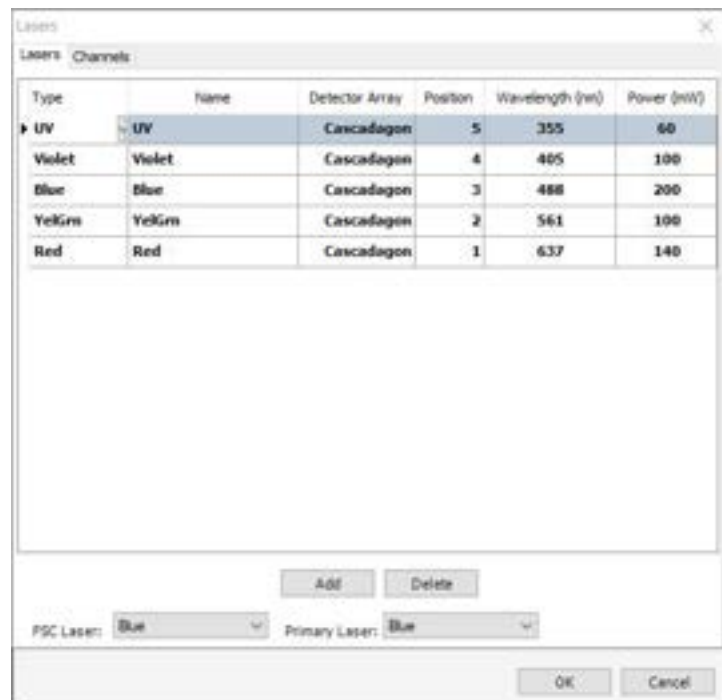 Lasers
Lasers Channels
Type Name Detector Array Position Wavelength (nm) Power (mW)
UV UV Cascadagon 5 355 60
Violet Violet Cascadagon 4 405 100
Blue Blue Cascadagon 3 488 200
YelGrn YelGrn Cascadagon 2 561 100
Red Red Cascadagon 1 637 140
Add Delete
FSC Laser: Blue Primary Laser: Blue
OK Cancel